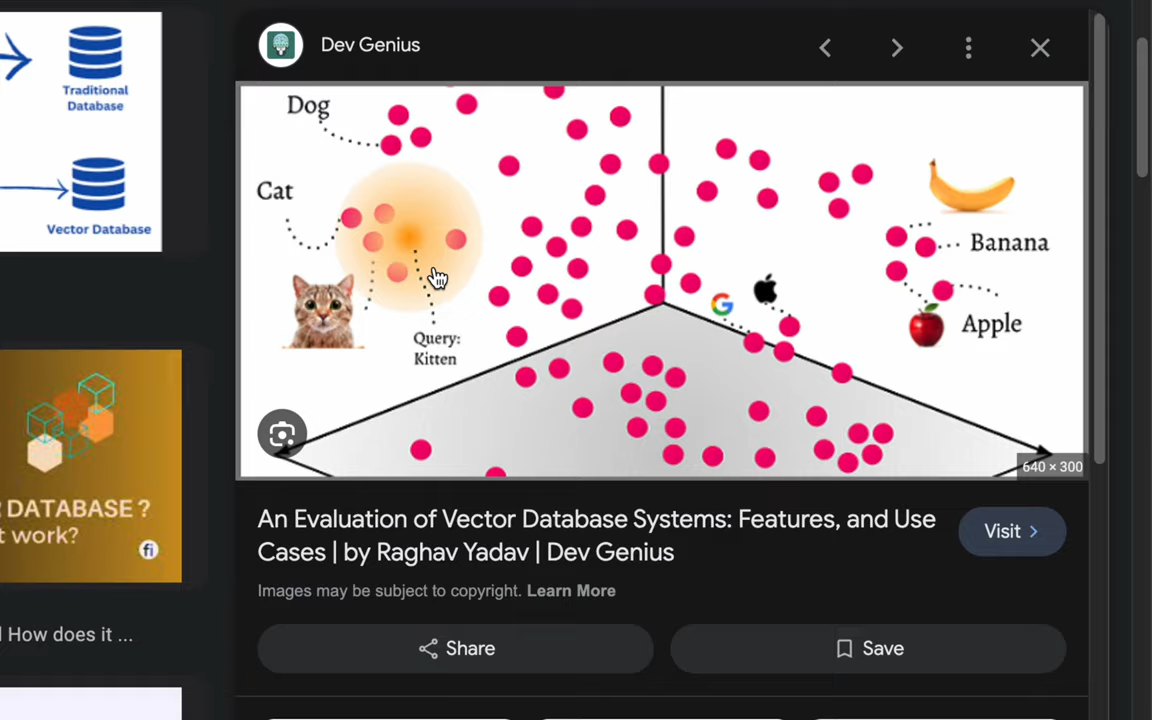 Traditional
Database
Vector Database
R DATABASE ?
t work?
fi
l How does it ...
Dev Genius
Dog
Cat
Query:
Kitten
G
Banana
Apple
640 × 300
An Evaluation of Vector Database Systems: Features, and Use
Cases | by Raghav Yadav | Dev Genius
Visit
Images may be subject to copyright. Learn More
Share
Save